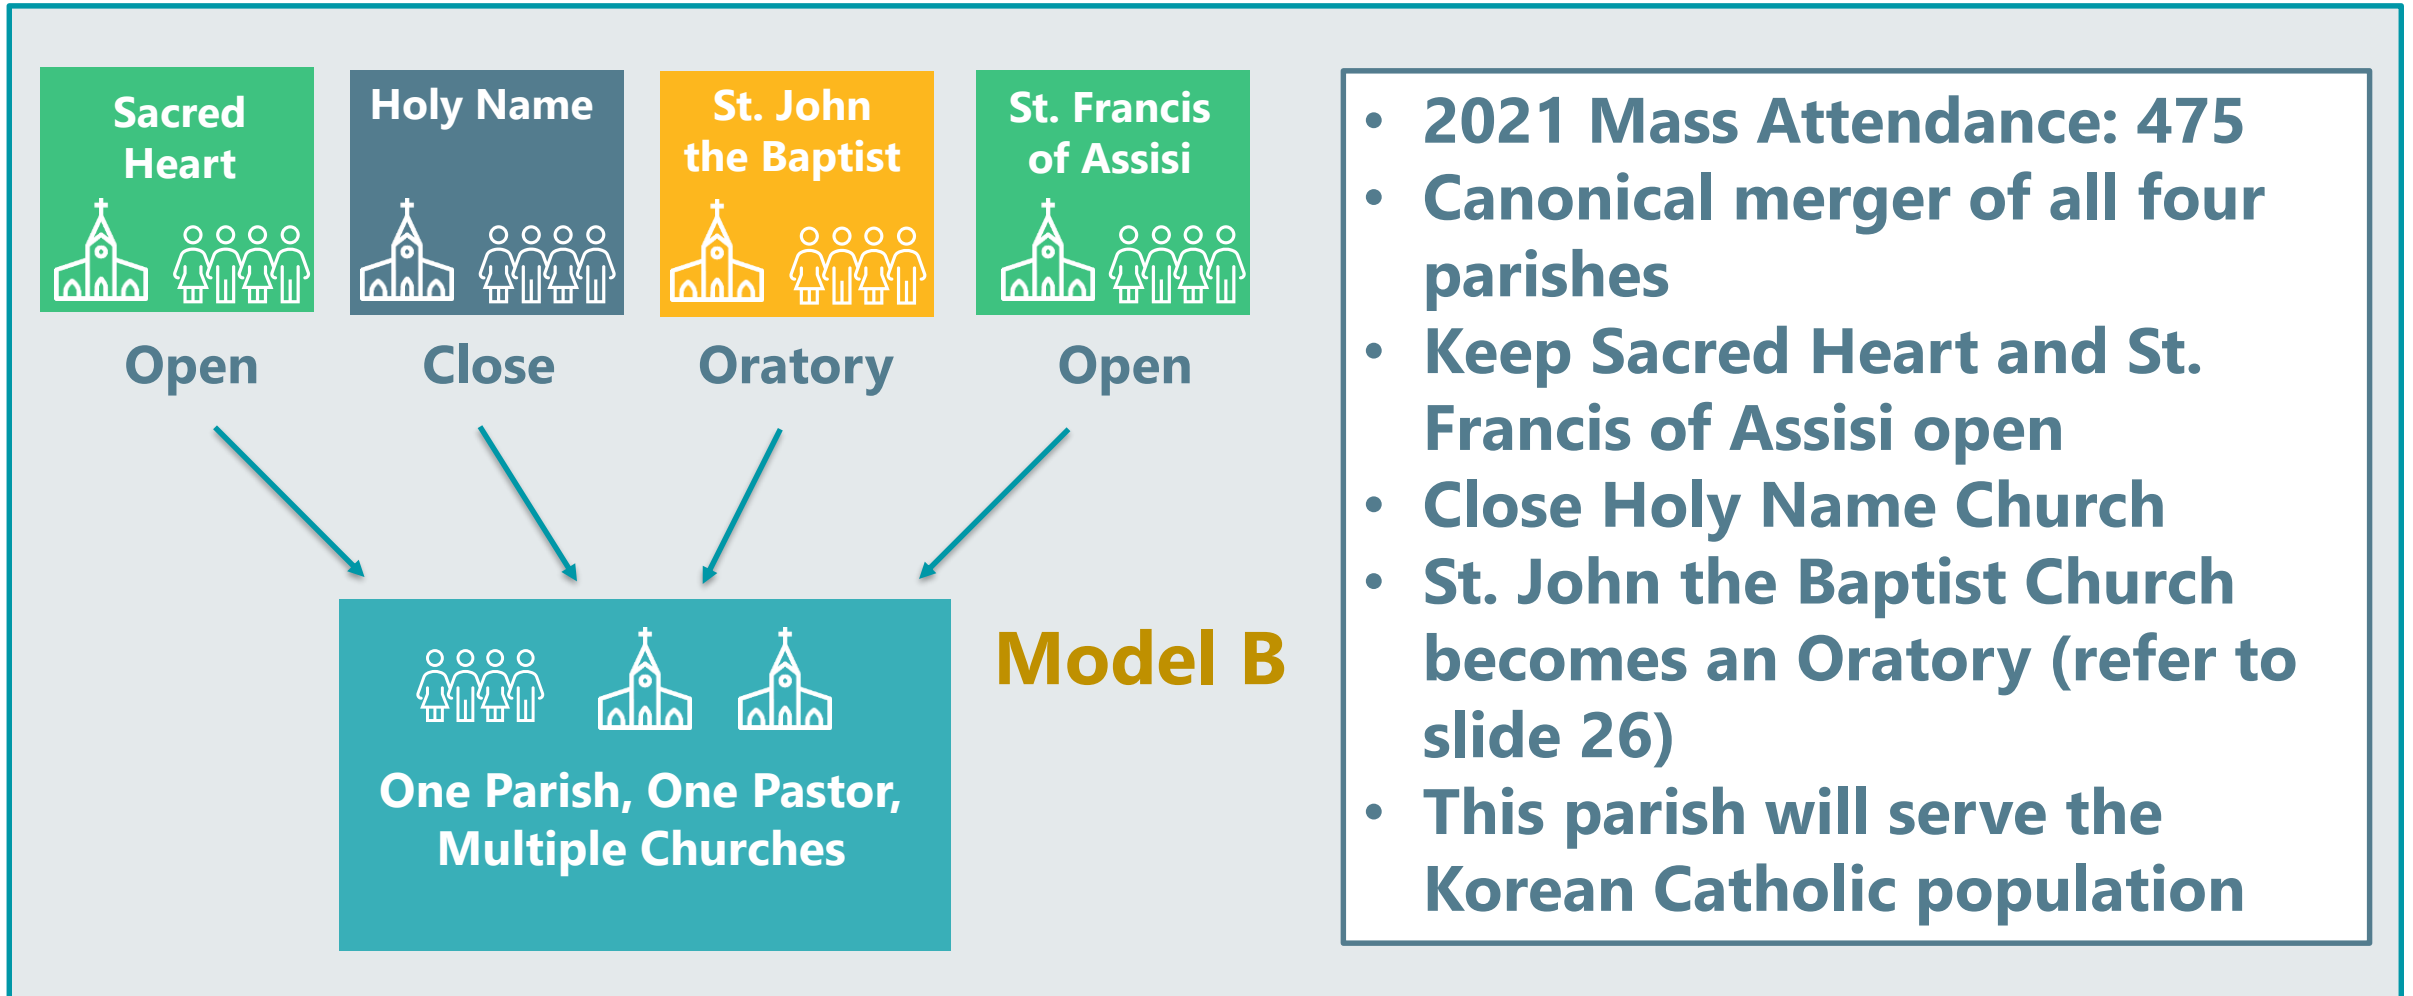 Sacred
Heart
Holy Name
St. John
the Baptist
St. Francis
of Assisi
Open
Close
Oratory
Open
Model B
One Parish, One Pastor,
Multiple Churches
• 2021 Mass Attendance: 475
• Canonical merger of all four
parishes
• Keep Sacred Heart and St.
Francis of Assisi open
• Close Holy Name Church
• St. John the Baptist Church
becomes an Oratory (refer to
slide 26)
• This parish will serve the
Korean Catholic population